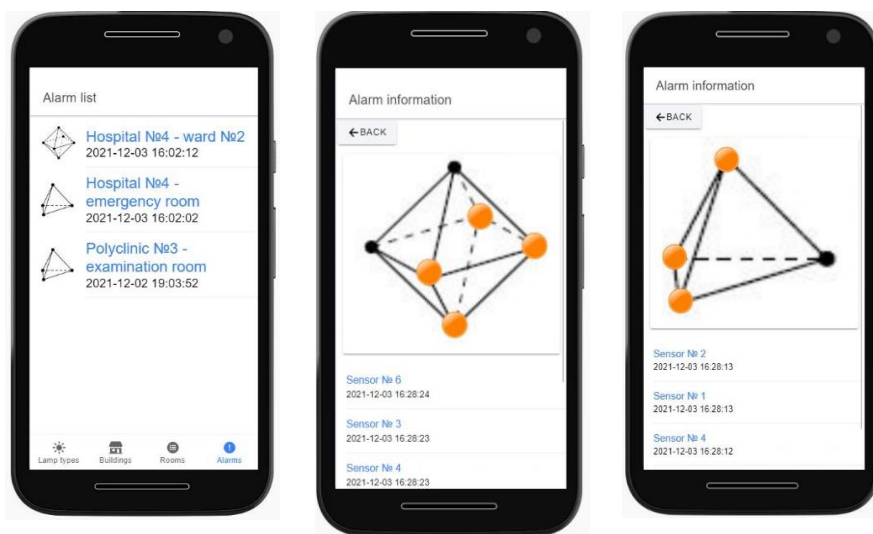 Alarm list
Hospital №4 - ward №2
2021-12-03 16:02:12
Hospital №4 -
emergency room
2021-12-03 16:02:02
Polyclinic №3 -
examination room
2021-12-02 19:03:52
Lamp types
Buildings
Rooms
Alarms
Alarm information
←BACK
Sensor № 6
2021-12-03 16:28:24
Sensor № 3
2021-12-03 16:28:23
Sensor № 4
2021-12-03 16:28:23
Alarm information
←BACK
Sensor № 2
2021-12-03 16:28:13
Sensor № 1
2021-12-03 16:28:13
Sensor № 4
2021-12-03 16:28:12